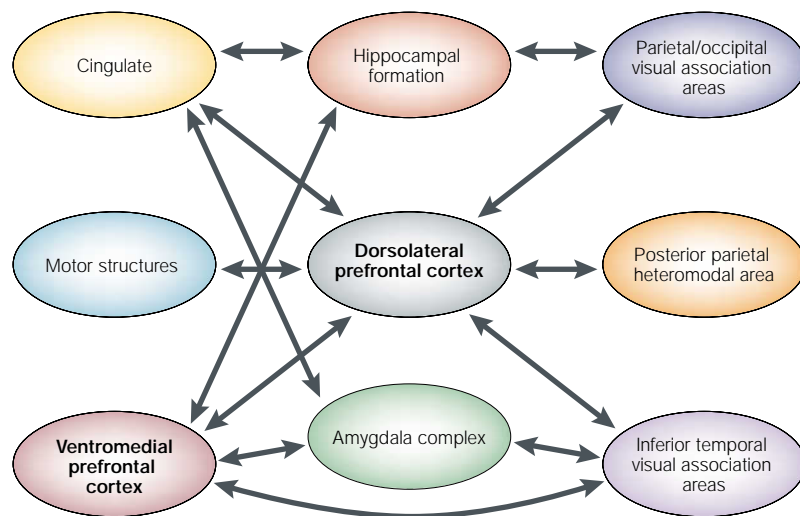 Cingulate
Hippocampal
formation
Parietal/occipital
visual association
areas
Motor structures
Dorsolateral
prefrontal cortex
Posterior parietal
heteromodal area
Ventromedial
prefrontal
cortex
Amygdala complex
Inferior temporal
visual association
areas